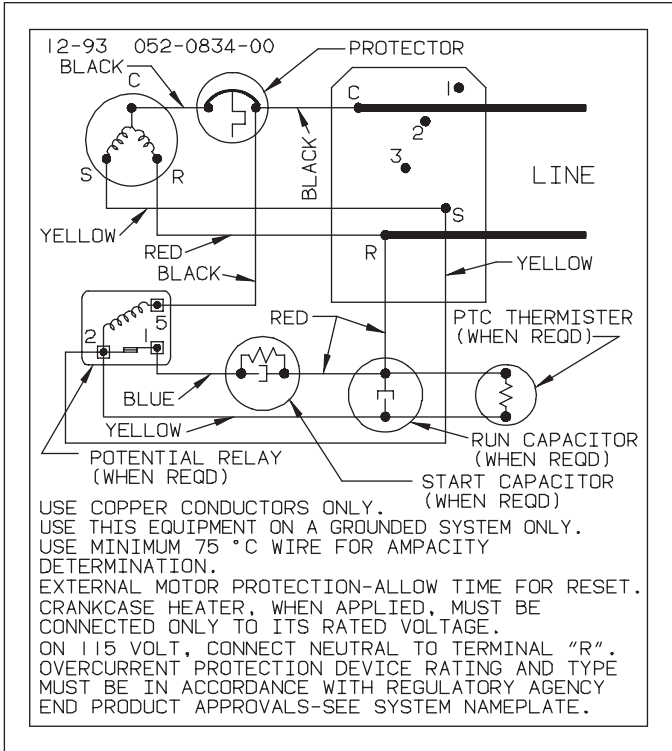 12-93 052-0834-00
PROTECTOR
BLACK
C
C
1
2
3
BLACK
S
R
LINE
S
YELLOW
RED
R
BLACK
YELLOW
RED
PTC THERMISTER
(WHEN REQD)
5
2
1
BLUE
YELLOW
RUN CAPACITOR
(WHEN REQD)
POTENTIAL RELAY
(WHEN REQD)
START CAPACITOR
(WHEN REQD)
USE COPPER CONDUCTORS ONLY.
USE THIS EQUIPMENT ON A GROUNDED SYSTEM ONLY.
USE MINIMUM 75 °C WIRE FOR AMPACITY
DETERMINATION.
EXTERNAL MOTOR PROTECTION-ALLOW TIME FOR RESET.
CRANKCASE HEATER, WHEN APPLIED, MUST BE
CONNECTED ONLY TO ITS RATED VOLTAGE.
ON 115 VOLT, CONNECT NEUTRAL TO TERMINAL "R".
OVERCURRENT PROTECTION DEVICE RATING AND TYPE
MUST BE IN ACCORDANCE WITH REGULATORY AGENCY
END PRODUCT APPROVALS-SEE SYSTEM NAMEPLATE.